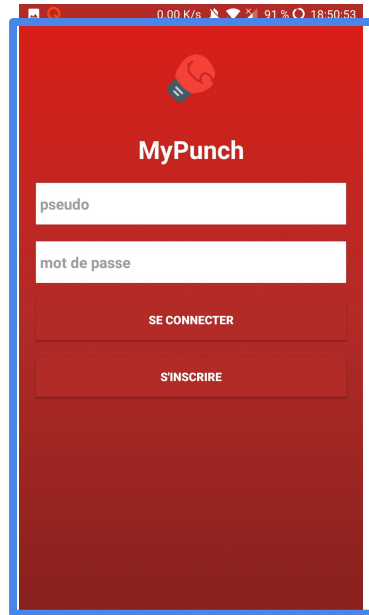 0.00 K/s 91 % 18:50:53
MyPunch
pseudo
mot de passe
SE CONNECTER
S'INSCRIRE